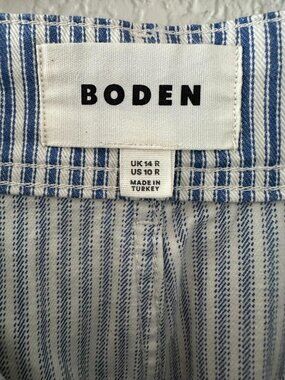 BODEN
UK 14 R
US 10 R
MADE IN
TURKEY